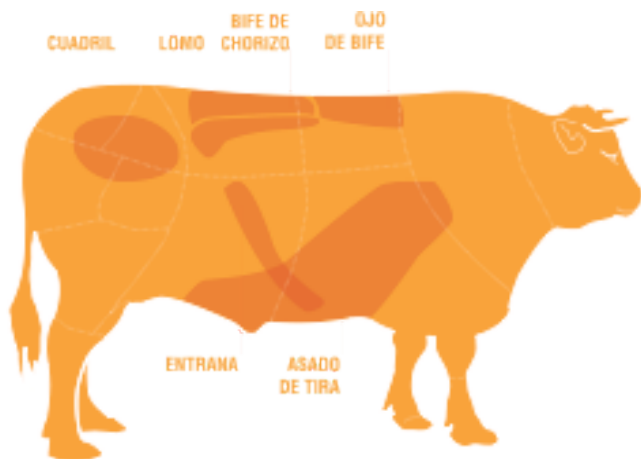 CUADRIL
LOMO
BIFE DE
CHORIZO
OJO
DE BIFE
ENTRANA
ASADO
DE TIRA